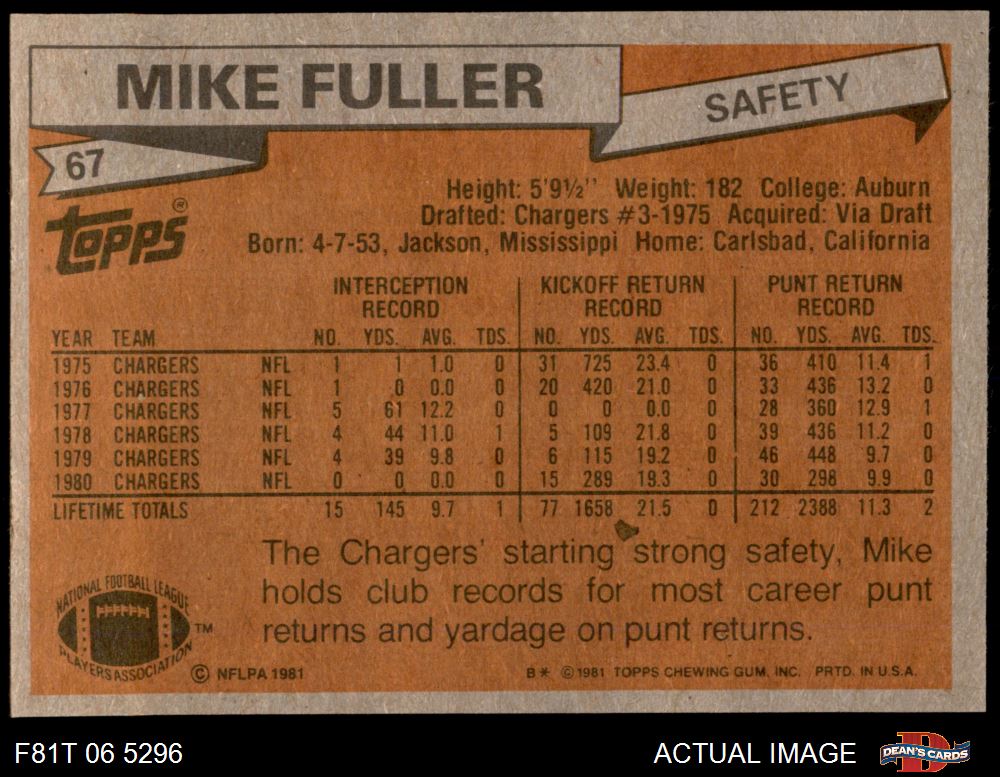 MIKE FULLER
SAFETY
67
Topps®
Height: 5'9½'' Weight: 182 College: Auburn
Drafted: Chargers #3-1975 Acquired: Via Draft
Born: 4-7-53, Jackson, Mississippi Home: Carlsbad, California
INTERCEPTION RECORD KICKOFF RETURN RECORD PUNT RETURN RECORD
YEAR TEAM NO. YDS. AVG. TDS. NO. YDS. AVG. TDS. NO. YDS. AVG. TDS.
1975 CHARGERS NFL 1 1 1.0 0 31 725 23.4 0 36 410 11.4 1
1976 CHARGERS NFL 1 0 0.0 0 20 420 21.0 0 33 436 13.2 0
1977 CHARGERS NFL 5 61 12.2 0 0 0 0.0 0 28 360 12.9 1
1978 CHARGERS NFL 4 44 11.0 1 5 109 21.8 0 39 436 11.2 0
1979 CHARGERS NFL 4 39 9.8 0 6 115 19.2 0 46 448 9.7 0
1980 CHARGERS NFL 0 0 0.0 0 15 289 19.3 0 30 298 9.9 0
LIFETIME TOTALS 15 145 9.7 1 77 1658 21.5 0 212 2388 11.3 2
The Chargers' starting strong safety, Mike
holds club records for most career punt
returns and yardage on punt returns.
NATIONAL FOOTBALL LEAGUE
PLAYERS ASSOCIATION
TM
© NFLPA 1981
B* © 1981 TOPPS CHEWING GUM, INC. PRTD. IN U.S.A.
F81T 06 5296
ACTUAL IMAGE
D
DEAN'S CARDS